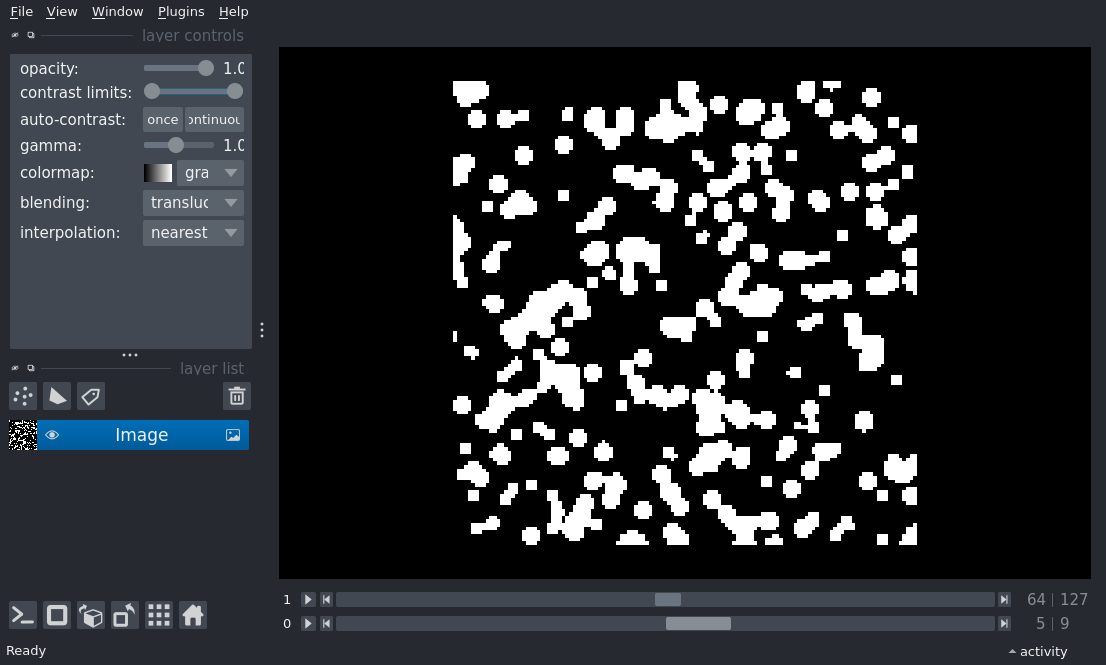 File View Window Plugins Help
layer controls
opacity: 1.0
contrast limits:
auto-contrast: once ontinuou
gamma: 1.0
colormap: gra
blending: transluc
interpolation: nearest
layer list
Image
1 64 | 127
0 5 | 9
Ready activity